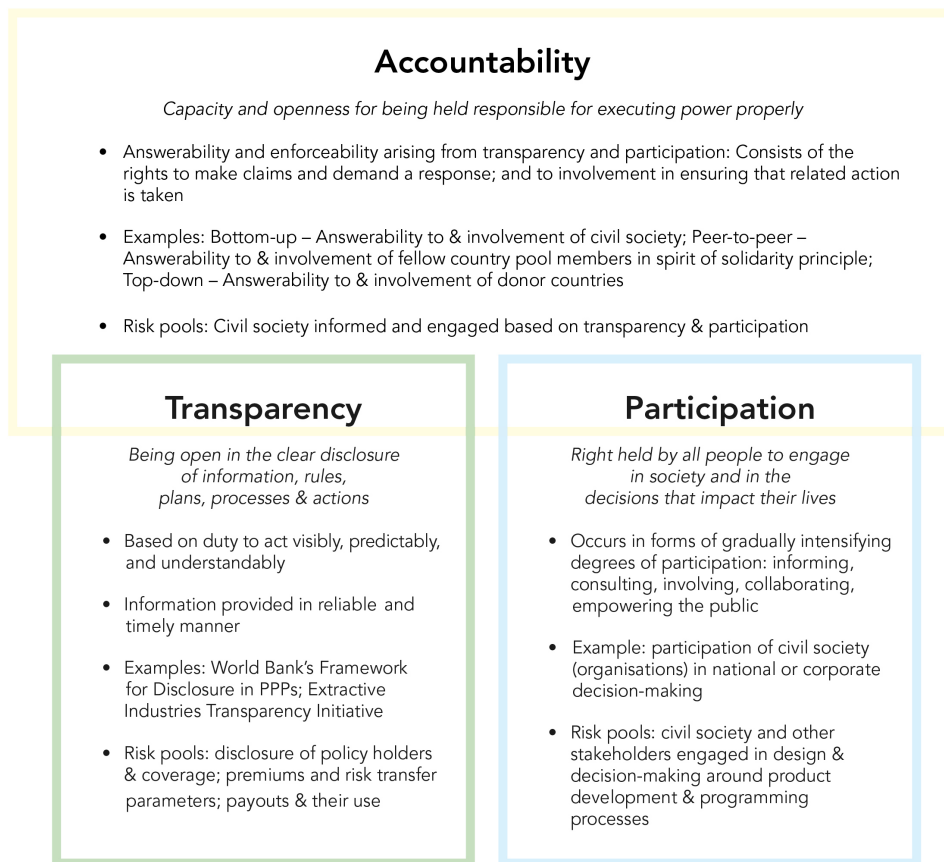 Accountability
Capacity and openness for being held responsible for executing power properly
• Answerability and enforceability arising from transparency and participation: Consists of the
rights to make claims and demand a response; and to involvement in ensuring that related action
is taken
• Examples: Bottom-up – Answerability to & involvement of civil society; Peer-to-peer –
Answerability to & involvement of fellow country pool members in spirit of solidarity principle;
Top-down – Answerability to & involvement of donor countries
• Risk pools: Civil society informed and engaged based on transparency & participation
Transparency
Being open in the clear disclosure
of information, rules,
plans, processes & actions
• Based on duty to act visibly, predictably,
and understandably
• Information provided in reliable and
timely manner
• Examples: World Bank's Framework
for Disclosure in PPPs; Extractive
Industries Transparency Initiative
• Risk pools: disclosure of policy holders
& coverage; premiums and risk transfer
parameters; payouts & their use
Participation
Right held by all people to engage
in society and in the
decisions that impact their lives
• Occurs in forms of gradually intensifying
degrees of participation: informing,
consulting, involving, collaborating,
empowering the public
• Example: participation of civil society
(organisations) in national or corporate
decision-making
• Risk pools: civil society and other
stakeholders engaged in design &
decision-making around product
development & programming
processes